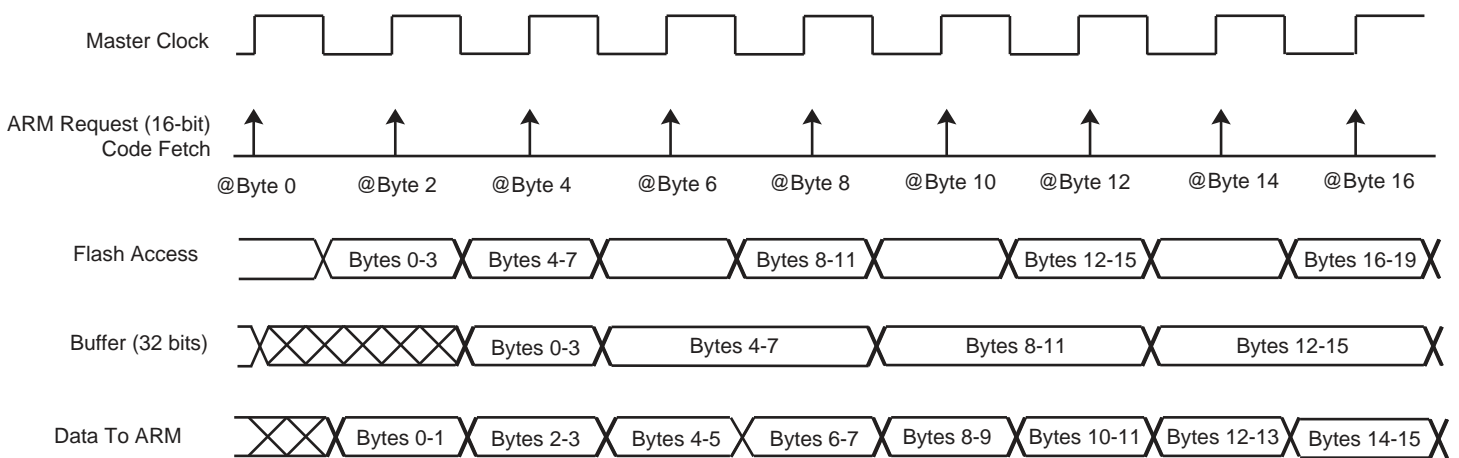 Master Clock
ARM Request (16-bit)
Code Fetch
@Byte 0 @Byte 2 @Byte 4 @Byte 6 @Byte 8 @Byte 10 @Byte 12 @Byte 14 @Byte 16
Flash Access Bytes 0-3 Bytes 4-7 Bytes 8-11 Bytes 12-15 Bytes 16-19
Buffer (32 bits) Bytes 0-3 Bytes 4-7 Bytes 8-11 Bytes 12-15
Data To ARM Bytes 0-1 Bytes 2-3 Bytes 4-5 Bytes 6-7 Bytes 8-9 Bytes 10-11 Bytes 12-13 Bytes 14-15